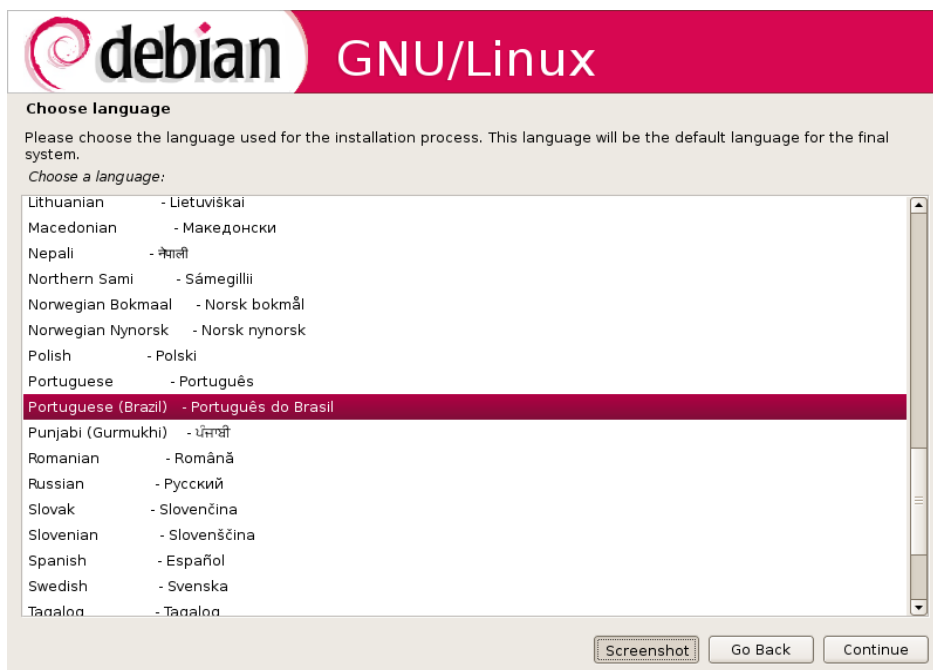 debian GNU/Linux
Choose language
Please choose the language used for the installation process. This language will be the default language for the final
system.
Choose a language:
Lithuanian - Lietuviškai
Macedonian - Македонски
Nepali - नेपाली
Northern Sami - Sámegillii
Norwegian Bokmaal - Norsk bokmål
Norwegian Nynorsk - Norsk nynorsk
Polish - Polski
Portuguese - Português
Portuguese (Brazil) - Português do Brasil
Punjabi (Gurmukhi) - ਪੰਜਾਬੀ
Romanian - Română
Russian - Русский
Slovak - Slovenčina
Slovenian - Slovenščina
Spanish - Español
Swedish - Svenska
Tagalog - Tagalog
Screenshot Go Back Continue